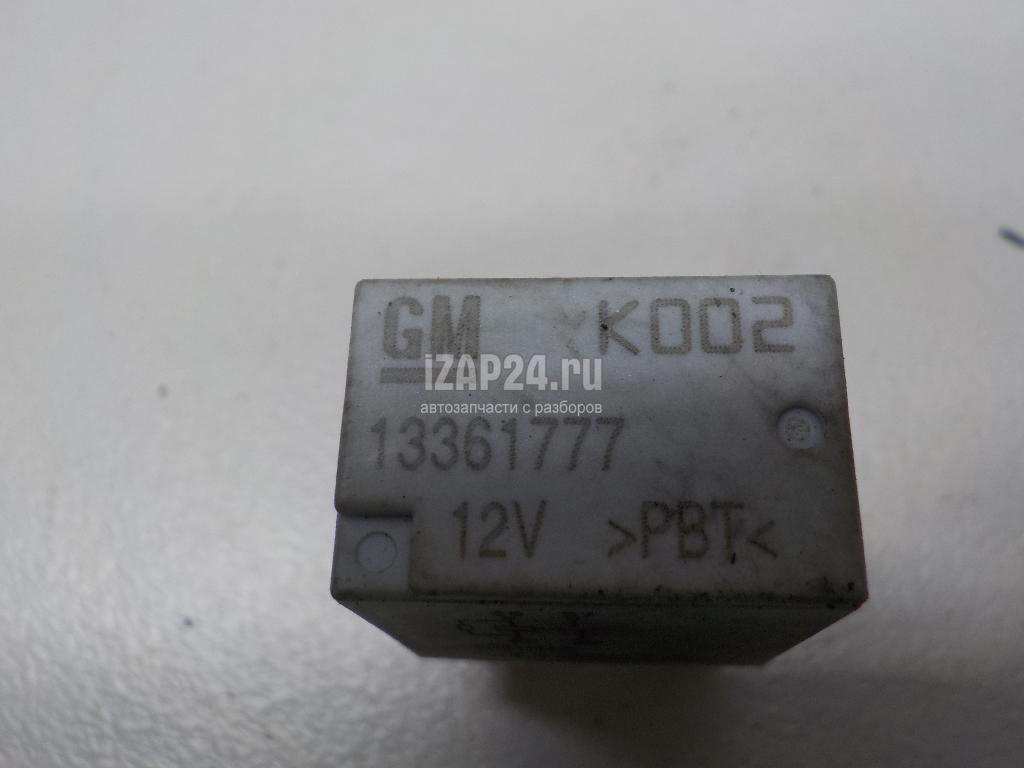 GM K002
iZAP24.ru
автозапчасти с разборов
13361777
12V >PBT<